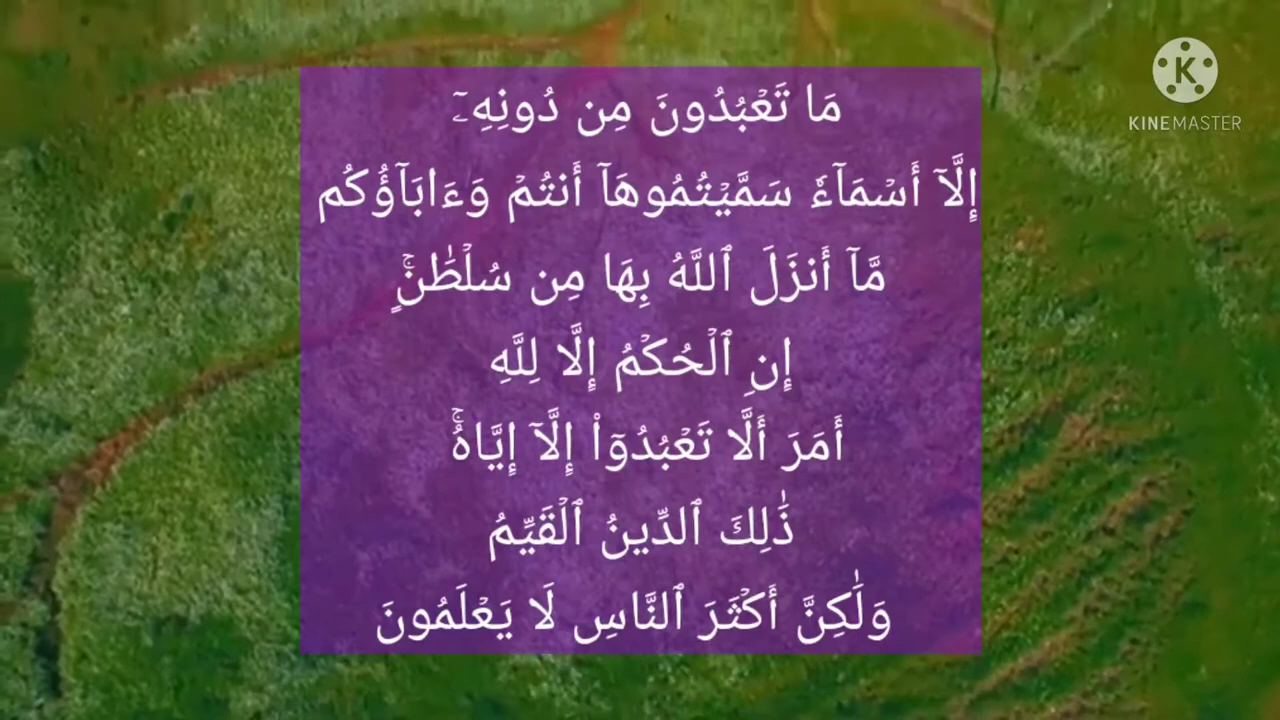 مَا تَعۡبُدُونَ مِن دُونِهِۦٓ
إِلَّآ أَسۡمَآءٗ سَمَّيۡتُمُوهَآ أَنتُمۡ وَءَابَآؤُكُم
مَّآ أَنزَلَ ٱللَّهُ بِهَا مِن سُلۡطَٰنٍۚ
إِنِ ٱلۡحُكۡمُ إِلَّا لِلَّهِ
أَمَرَ أَلَّا تَعۡبُدُوٓاْ إِلَّآ إِيَّاهُۚ
ذَٰلِكَ ٱلدِّينُ ٱلۡقَيِّمُ
وَلَٰكِنَّ أَكۡثَرَ ٱلنَّاسِ لَا يَعۡلَمُونَ
KINEMASTER